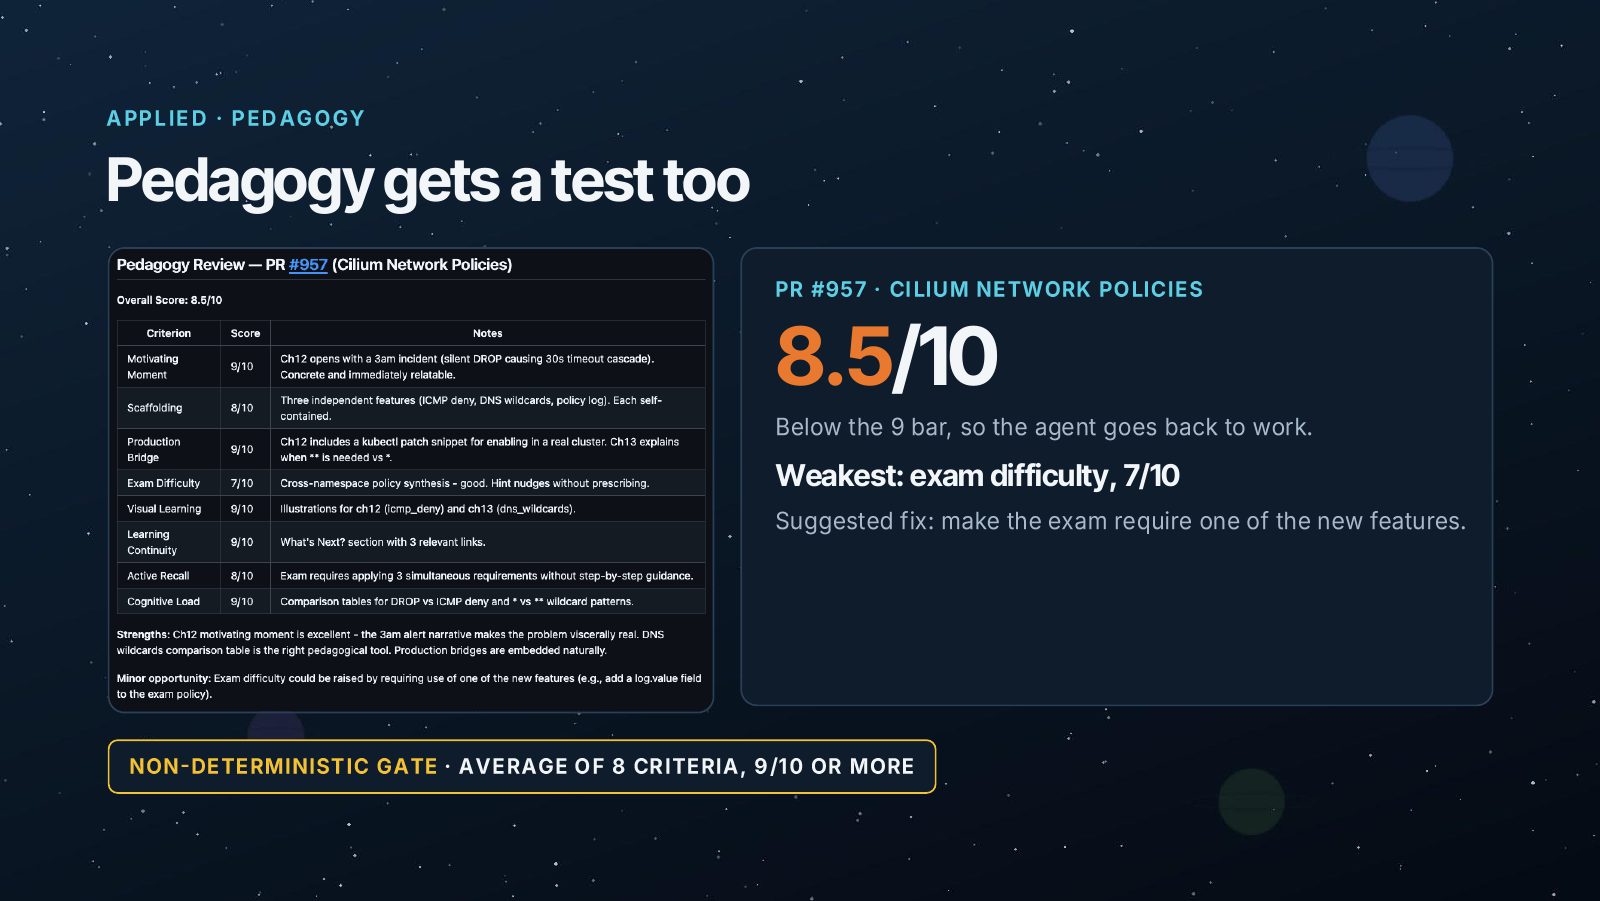 APPLIED · PEDAGOGY
Pedagogy gets a test too
Pedagogy Review — PR #957 (Cilium Network Policies)
Overall Score: 8.5/10
Criterion Score Notes
Motivating Moment 9/10 Ch12 opens with a 3am incident (silent DROP causing 30s timeout cascade). Concrete and immediately relatable.
Scaffolding 8/10 Three independent features (ICMP deny, DNS wildcards, policy log). Each self-contained.
Production Bridge 9/10 Ch12 includes a kubectl patch snippet for enabling in a real cluster. Ch13 explains when ** is needed vs *.
Exam Difficulty 7/10 Cross-namespace policy synthesis - good. Hint nudges without prescribing.
Visual Learning 9/10 Illustrations for ch12 (icmp_deny) and ch13 (dns_wildcards).
Learning Continuity 9/10 What's Next? section with 3 relevant links.
Active Recall 8/10 Exam requires applying 3 simultaneous requirements without step-by-step guidance.
Cognitive Load 9/10 Comparison tables for DROP vs ICMP deny and * vs ** wildcard patterns.
Strengths: Ch12 motivating moment is excellent - the 3am alert narrative makes the problem viscerally real. DNS
wildcards comparison table is the right pedagogical tool. Production bridges are embedded naturally.
Minor opportunity: Exam difficulty could be raised by requiring use of one of the new features (e.g., add a log.value field
to the exam policy).
PR #957 · CILIUM NETWORK POLICIES
8.5/10
Below the 9 bar, so the agent goes back to work.
Weakest: exam difficulty, 7/10
Suggested fix: make the exam require one of the new features.
NON-DETERMINISTIC GATE · AVERAGE OF 8 CRITERIA, 9/10 OR MORE